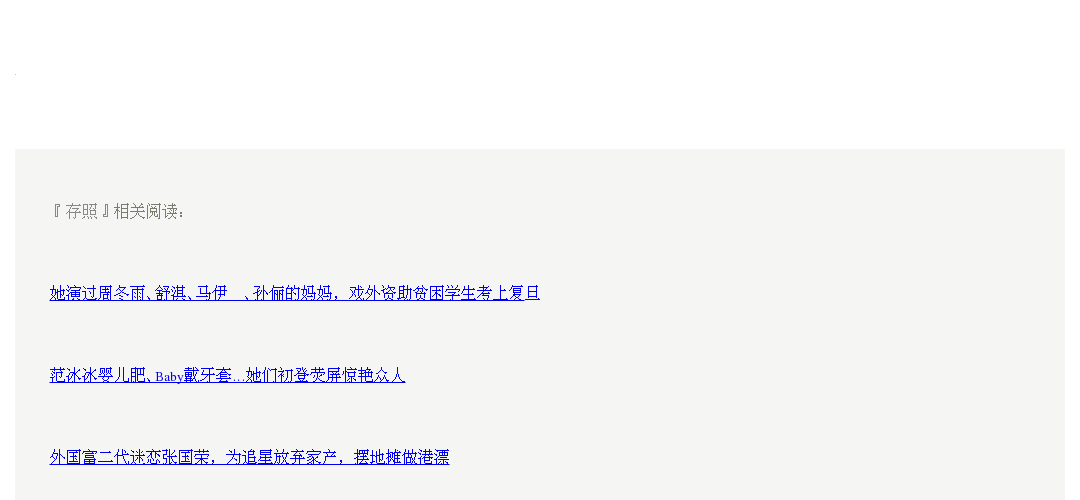 『存照』相关阅读：
她演过周冬雨、舒淇、马伊 、孙俪的妈妈，戏外资助贫困学生考上复旦
范冰冰婴儿肥、Baby戴牙套…她们初登荧屏惊艳众人
外国富二代迷恋张国荣，为追星放弃家产，摆地摊做港漂